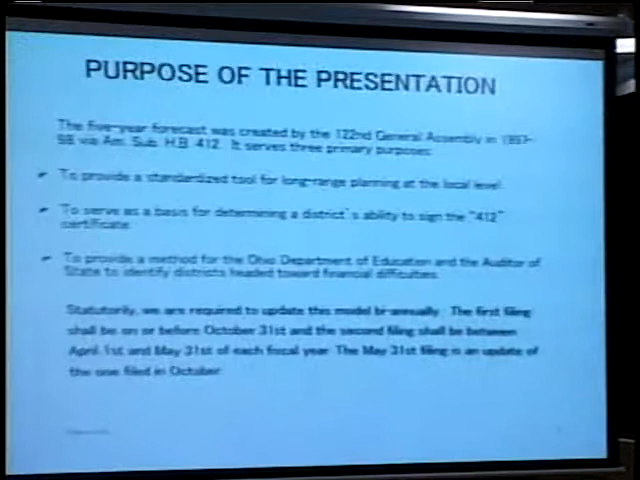 PURPOSE OF THE PRESENTATION
The five-year forecast was created by the 122nd General Assembly in 1997-
98 via Am. Sub. H.B. 412. It serves three primary purposes:
To provide a standardized tool for long-range planning at the local level.
To serve as a basis for determining a district's ability to sign the "412"
certificate.
To provide a method for the Ohio Department of Education and the Auditor of
State to identify districts headed toward financial difficulties.
Statutorily, we are required to update this model bi-annually. The first filing
shall be on or before October 31st and the second filing shall be between
April 1st and May 31st of each fiscal year. The May 31st filing is an update of
the one filed in October.